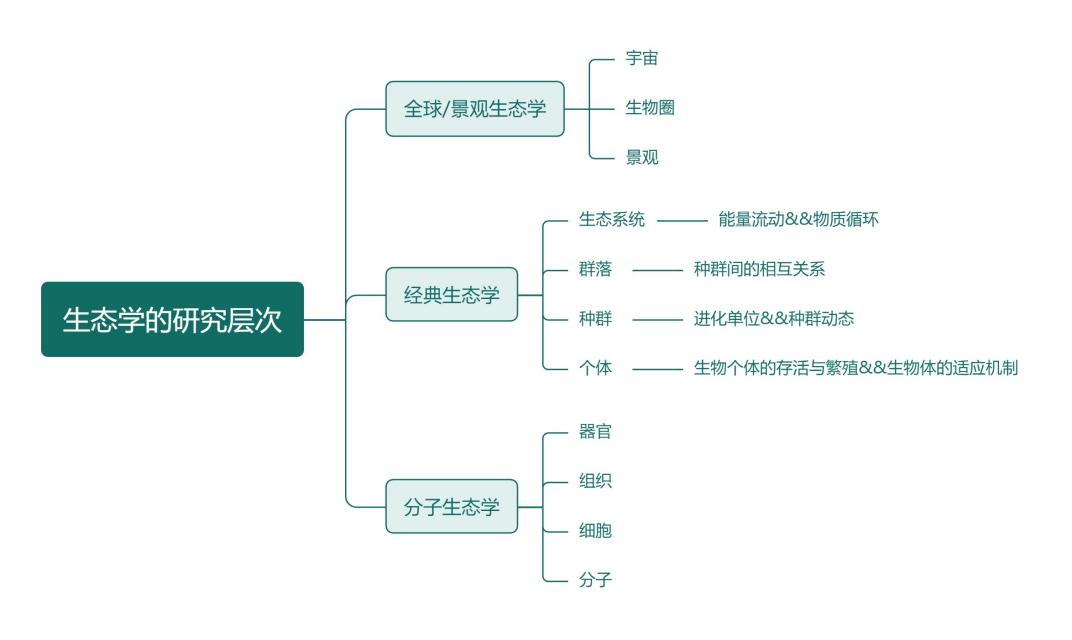 生态学的研究层次
全球/景观生态学
宇宙
生物圈
景观
经典生态学
生态系统
能量流动&&物质循环
群落
种群间的相互关系
种群
进化单位&&种群动态
个体
生物个体的存活与繁殖&&生物体的适应机制
分子生态学
器官
组织
细胞
分子